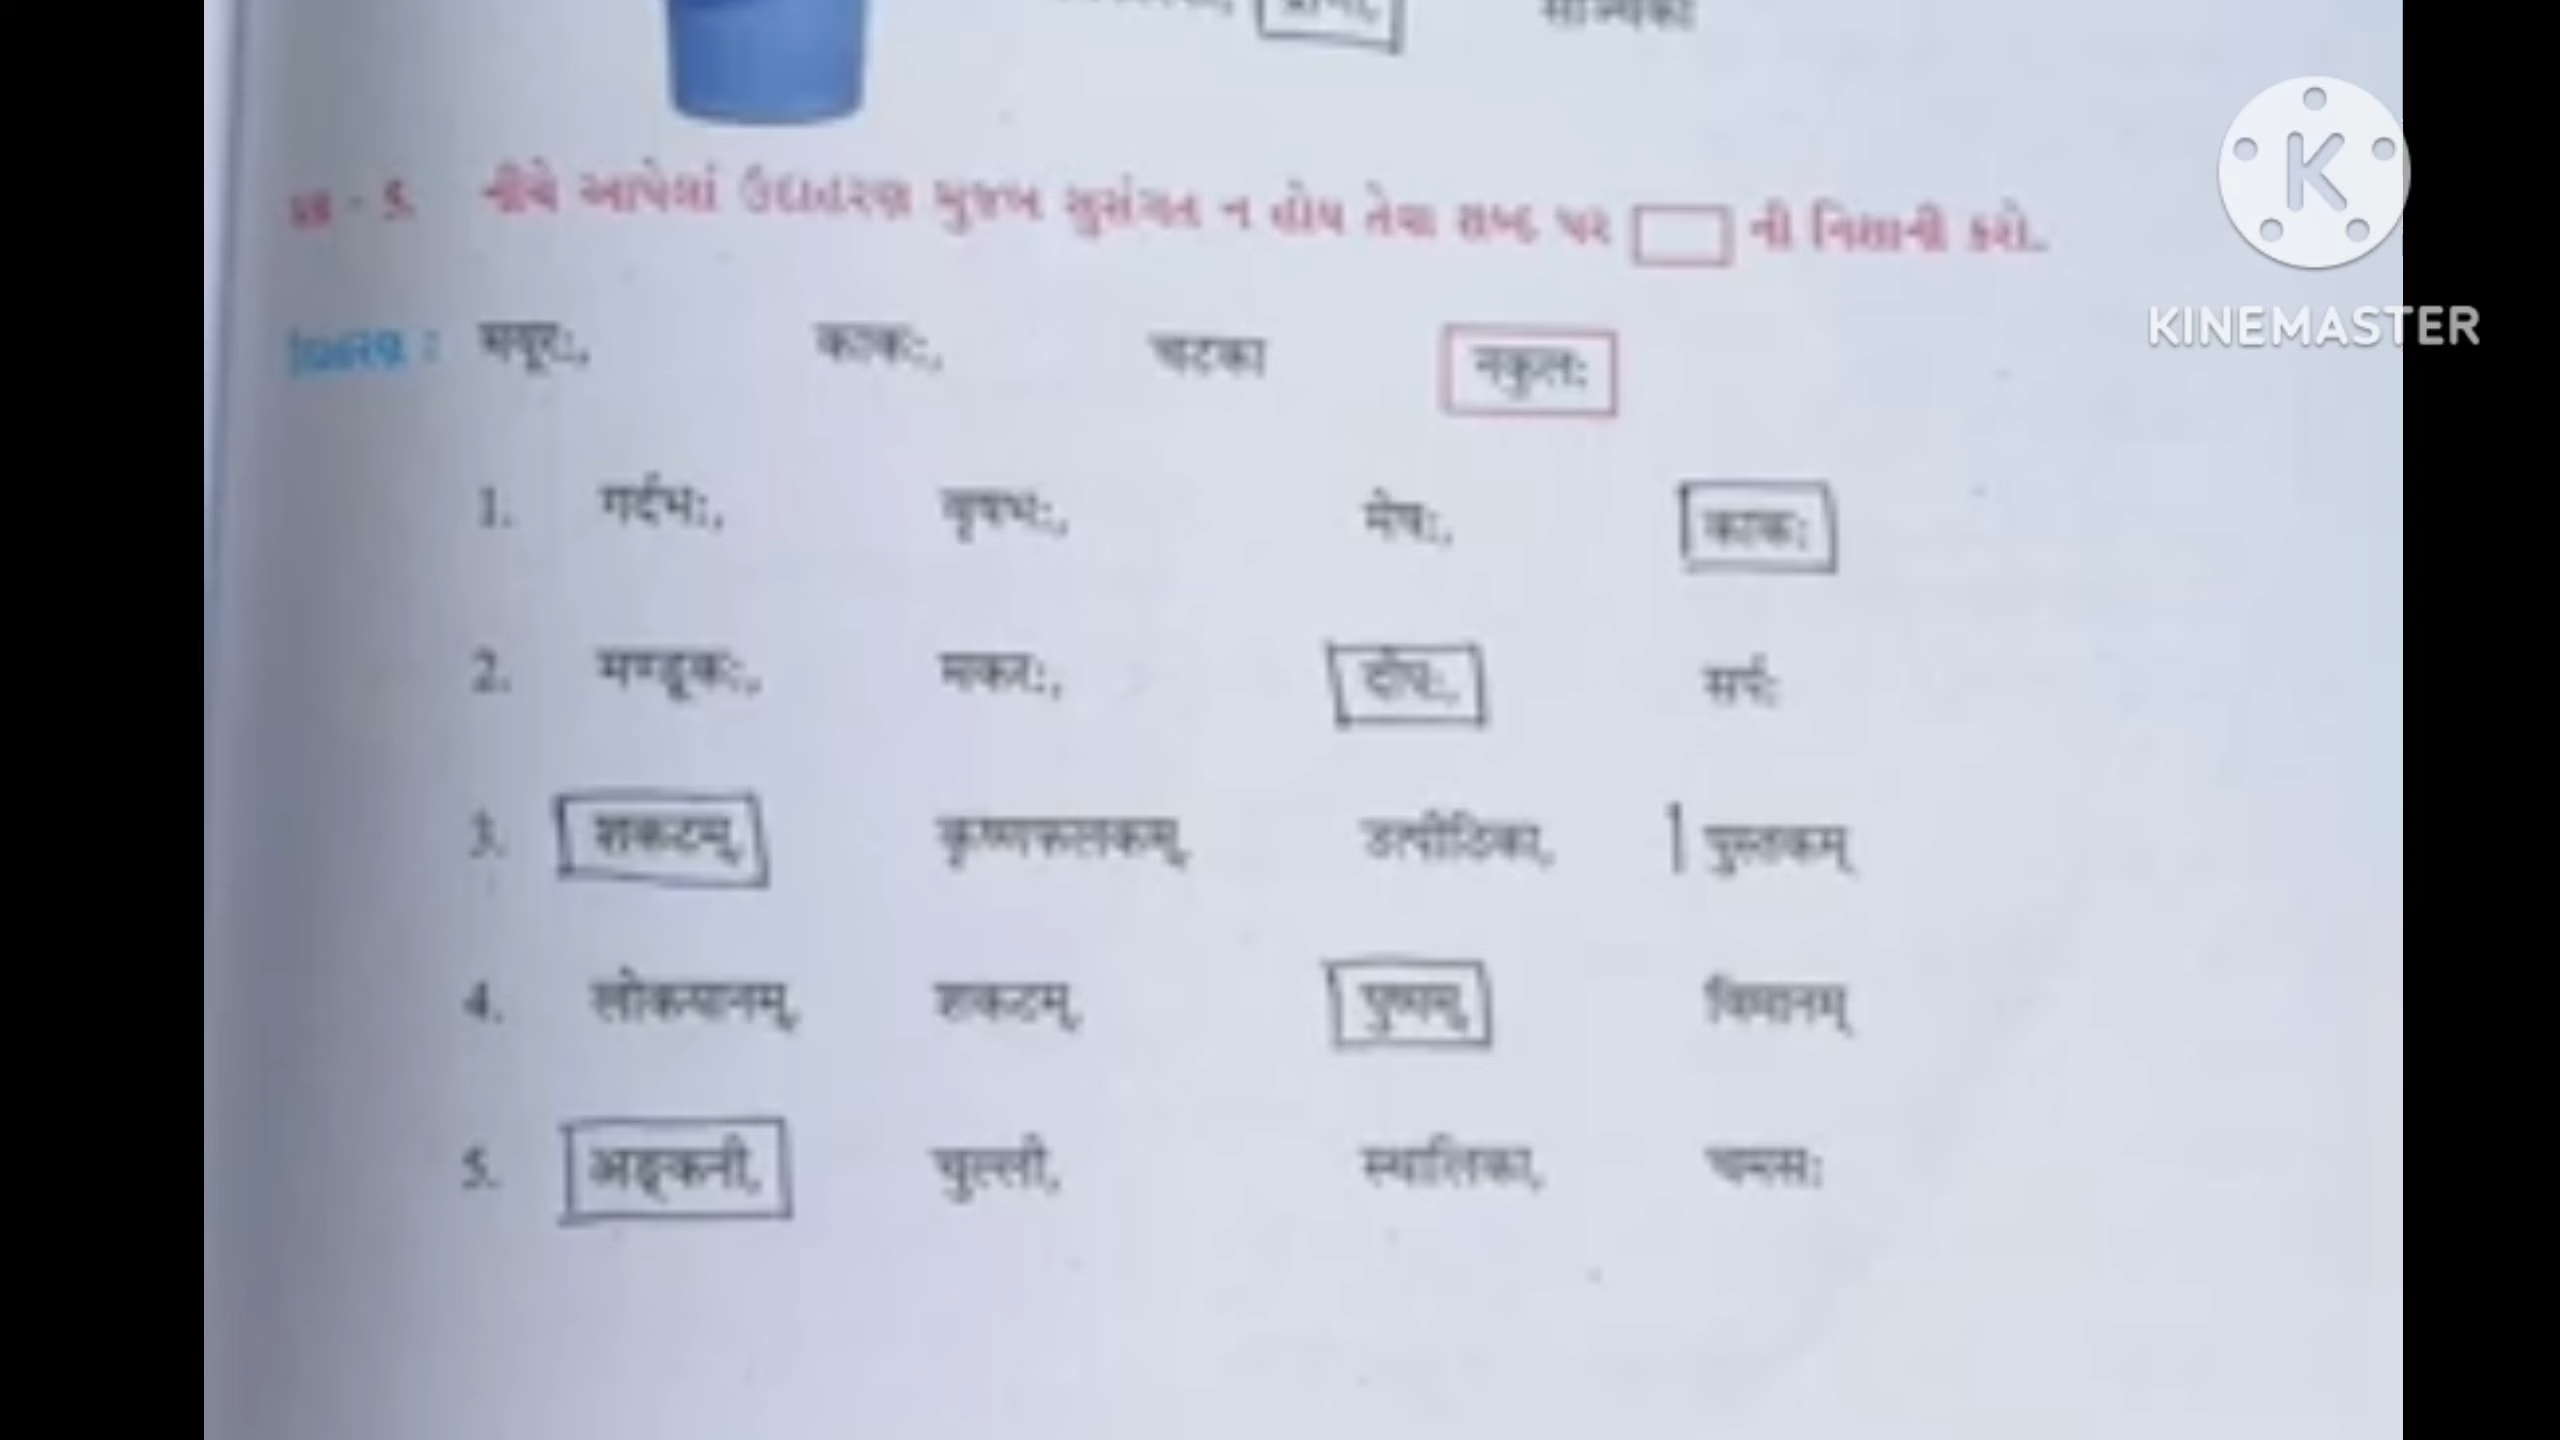 પ્રશ્ન - 5. નીચે આપેલાં ઉદાહરણ મુજબ સુસંગત ન હોય તેવા શબ્દ પર ની નિશાની કરો.
KINEMASTER
ઉદાહરણ : मयूरः, काकः, चटका नकुलः
1. गर्दभः, वृषभः, मेषः, काकः
2. मण्डूकः, मकरः, दीपः, सर्पः
3. शकटम्, कृष्णफलकम्, उत्पीठिका, पुस्तकम्
4. लोकयानम्, शकटम्, पुष्पम्, विमानम्
5. अङ्कनी, चुल्ली, स्थालिका, चमसः